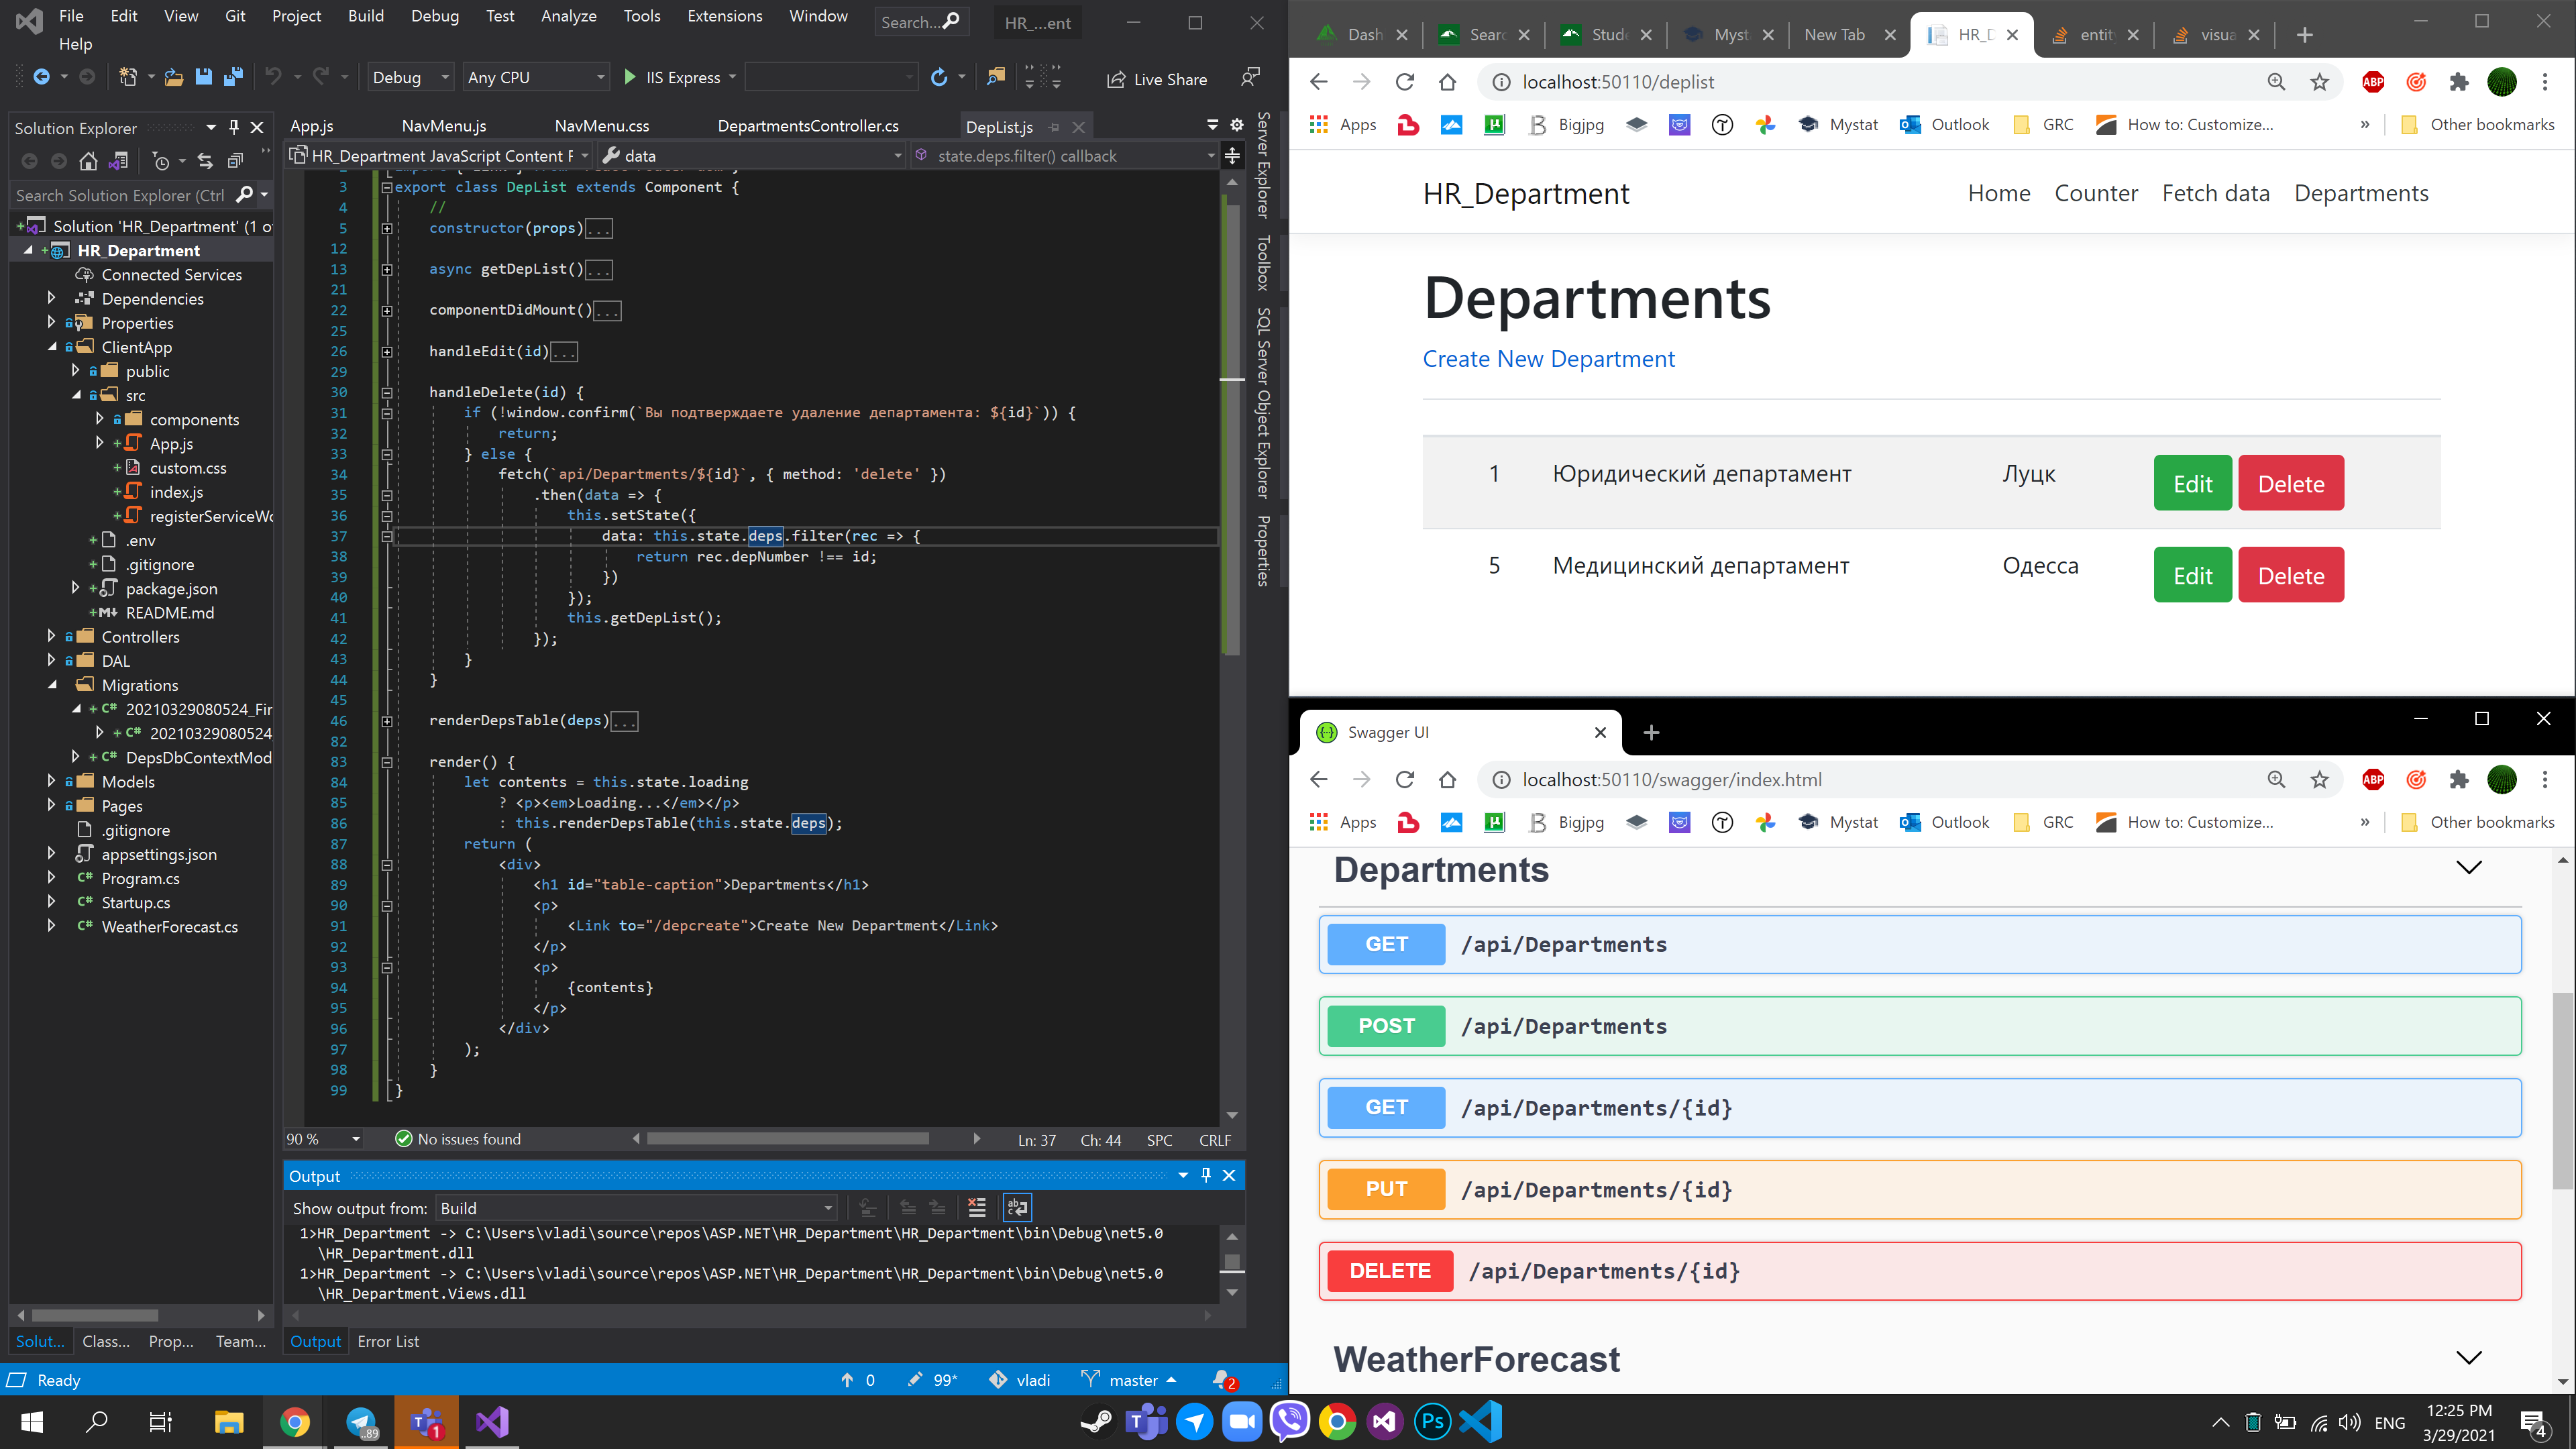 File Edit View Git Project Build Debug Test Analyze Tools Extensions Window Search... HR_...ent
Help
Debug Any CPU IIS Express Live Share
Solution Explorer
Search Solution Explorer (Ctrl
Solution 'HR_Department' (1 o
HR_Department
Connected Services
Dependencies
Properties
ClientApp
public
src
components
App.js
custom.css
index.js
registerServiceWo
.env
.gitignore
package.json
README.md
Controllers
DAL
Migrations
20210329080524_Fir
20210329080524
DepsDbContextMod
Models
Pages
.gitignore
appsettings.json
Program.cs
Startup.cs
WeatherForecast.cs
Solut... Class... Prop... Team...
App.js NavMenu.js NavMenu.css DepartmentsController.cs DepList.js
HR_Department JavaScript Content F data state.deps.filter() callback
3 export class DepList extends Component {
4 //
5 constructor(props)...
12
13 async getDepList()...
21
22 componentDidMount()...
25
26 handleEdit(id)...
29
30 handleDelete(id) {
31 if (!window.confirm(`Вы подтверждаете удаление департамента: ${id}`)) {
32 return;
33 } else {
34 fetch(`api/Departments/${id}`, { method: 'delete' })
35 .then(data => {
36 this.setState({
37 data: this.state.deps.filter(rec => {
38 return rec.depNumber !== id;
39 })
40 });
41 this.getDepList();
42 });
43 }
44 }
45
46 renderDepsTable(deps)...
82
83 render() {
84 let contents = this.state.loading
85 ? <p><em>Loading...</em></p>
86 : this.renderDepsTable(this.state.deps);
87 return (
88 <div>
89 <h1 id="table-caption">Departments</h1>
90 <p>
91 <Link to="/depcreate">Create New Department</Link>
92 </p>
93 <p>
94 {contents}
95 </p>
96 </div>
97 );
98 }
99 }
90 % No issues found Ln: 37 Ch: 44 SPC CRLF
Output
Show output from: Build
1>HR_Department -> C:\Users\vladi\source\repos\ASP.NET\HR_Department\HR_Department\bin\Debug\net5.0
\HR_Department.dll
1>HR_Department -> C:\Users\vladi\source\repos\ASP.NET\HR_Department\HR_Department\bin\Debug\net5.0
\HR_Department.Views.dll
Output Error List
Server Explorer
Toolbox
SQL Server Object Explorer
Properties
Ready 0 99* vladi master 2
Dash Searc Stude Myst New Tab HR_D entit visua
localhost:50110/deplist
ABP
Apps Bigjpg Mystat Outlook GRC How to: Customize... » Other bookmarks
HR_Department Home Counter Fetch data Departments
Departments
Create New Department
1 Юридический департамент Луцк Edit Delete
5 Медицинский департамент Одесса Edit Delete
Swagger UI
localhost:50110/swagger/index.html
ABP
Apps Bigjpg Mystat Outlook GRC How to: Customize... » Other bookmarks
Departments
GET /api/Departments
POST /api/Departments
GET /api/Departments/{id}
PUT /api/Departments/{id}
DELETE /api/Departments/{id}
WeatherForecast
..89 1 Ps ENG 12:25 PM
3/29/2021 4